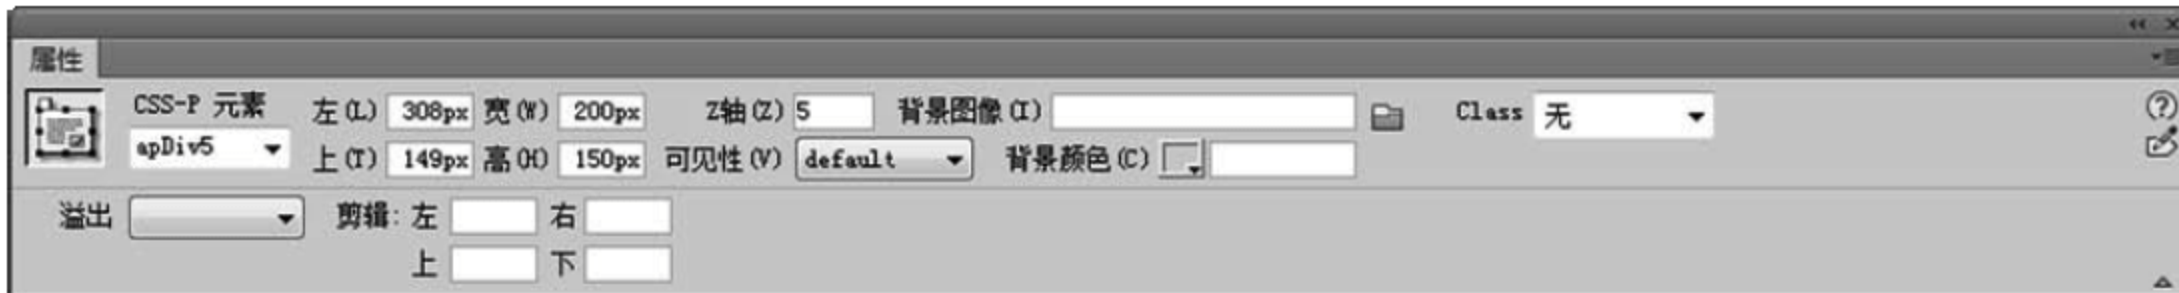 属性
CSS-P 元素 左(L) 308px 宽(W) 200px Z轴(Z) 5 背景图像(I) Class 无
apDiv5 上(T) 149px 高(H) 150px 可见性(V) default 背景颜色(C)
溢出 剪辑: 左 右
上 下